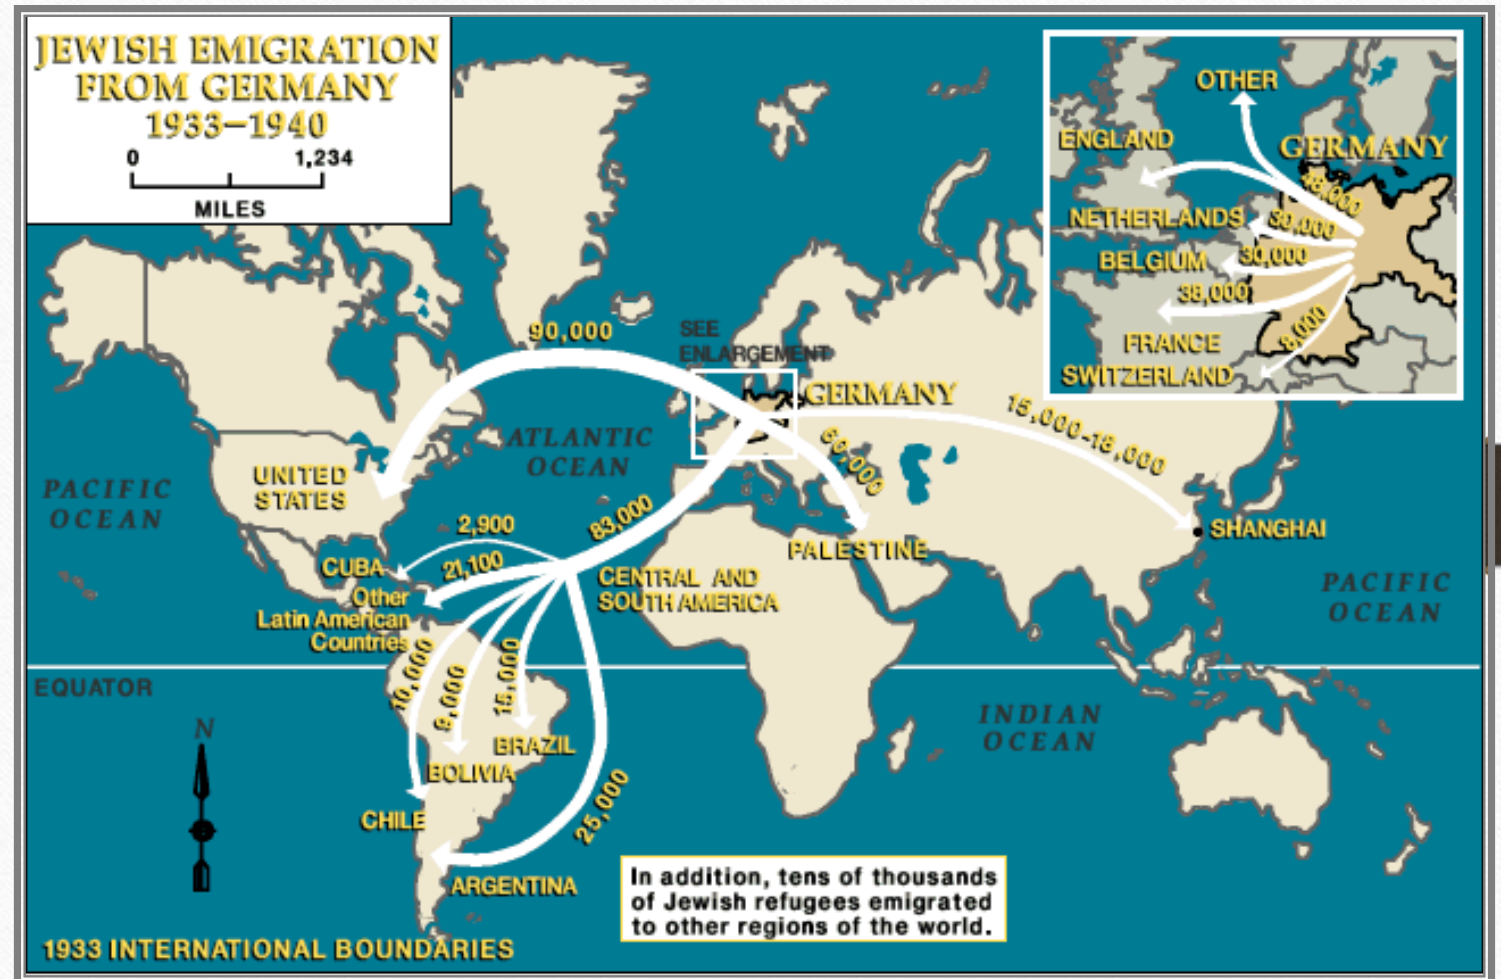 JEWISH EMIGRATION
FROM GERMANY
1933–1940
0 1,234
MILES
OTHER
ENGLAND
GERMANY
48,000
NETHERLANDS
30,000
BELGIUM
30,000
38,000
FRANCE
8,000
SWITZERLAND
90,000
SEE
ENLARGEMENT
GERMANY
15,000-18,000
60,000
ATLANTIC
OCEAN
UNITED
STATES
PACIFIC
OCEAN
83,000
2,900
SHANGHAI
PALESTINE
CUBA
21,100
CENTRAL AND
SOUTH AMERICA
Other
Latin American
Countries
PACIFIC
OCEAN
10,000
9,000
15,000
EQUATOR
N
INDIAN
OCEAN
BRAZIL
BOLIVIA
25,000
CHILE
ARGENTINA
In addition, tens of thousands
of Jewish refugees emigrated
to other regions of the world.
1933 INTERNATIONAL BOUNDARIES